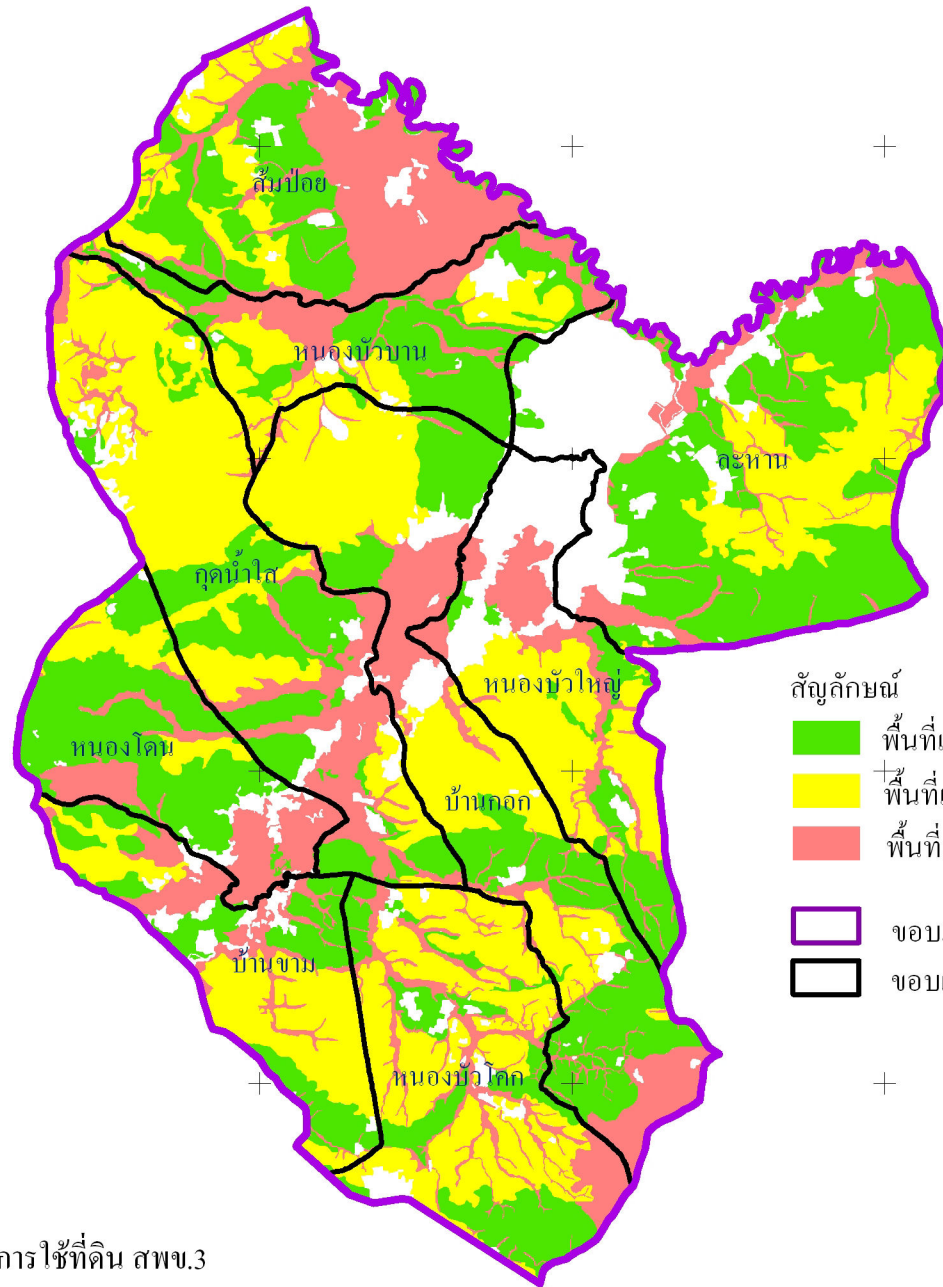 ส้มป่อย
หนองบัวบาน
ละหาน
กุดน้ำใส
หนองบัวใหญ่
สัญลักษณ์
พื้นที่เ
หนองโดน
พื้นที่เ
บ้านกอก
พื้นที่
ขอบ
บ้านขาม
ขอบ
หนองบัวโคก
การใช้ที่ดิน สพข.3